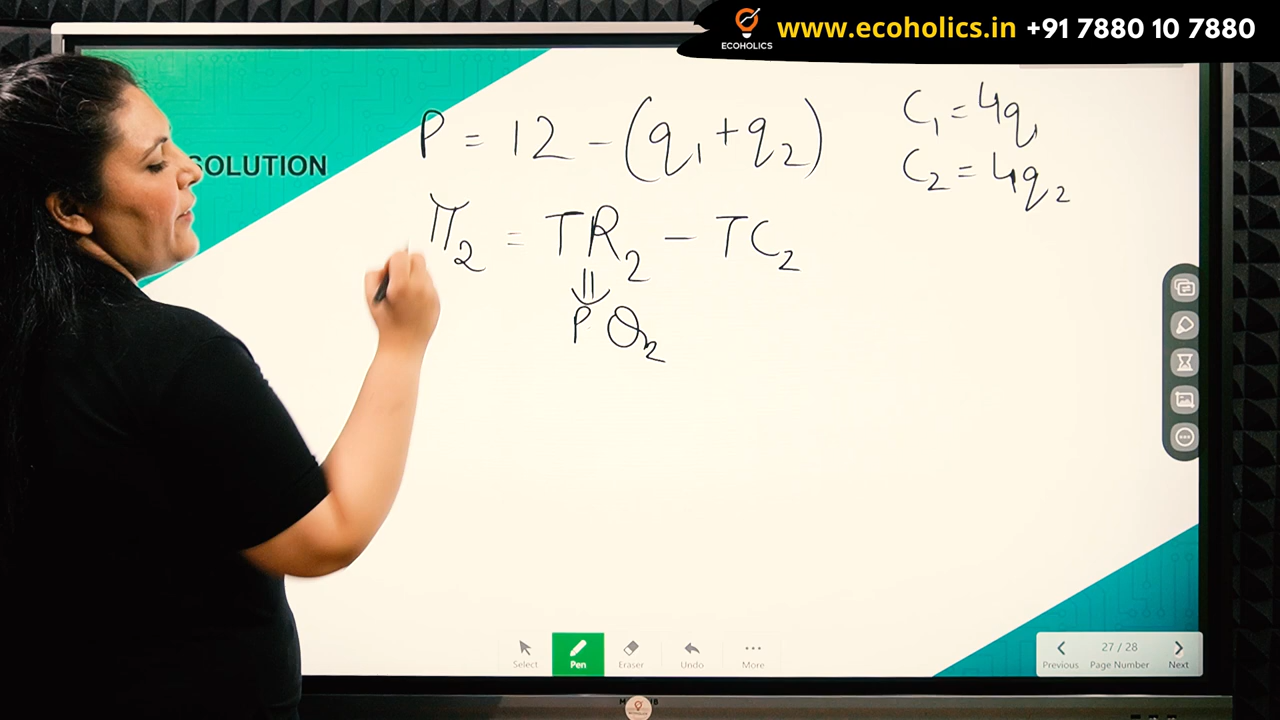 www.ecoholics.in +91 7880 10 7880
ECOHOLICS
SOLUTION
P = 12 - (q₁ + q₂)
C₁ = 4q₁
C₂ = 4q₂
π₂ = TR₂ - TC₂
⇓
P Q₂
Select
Pen
Eraser
Undo
More
Previous
27 / 28
Page Number
Next